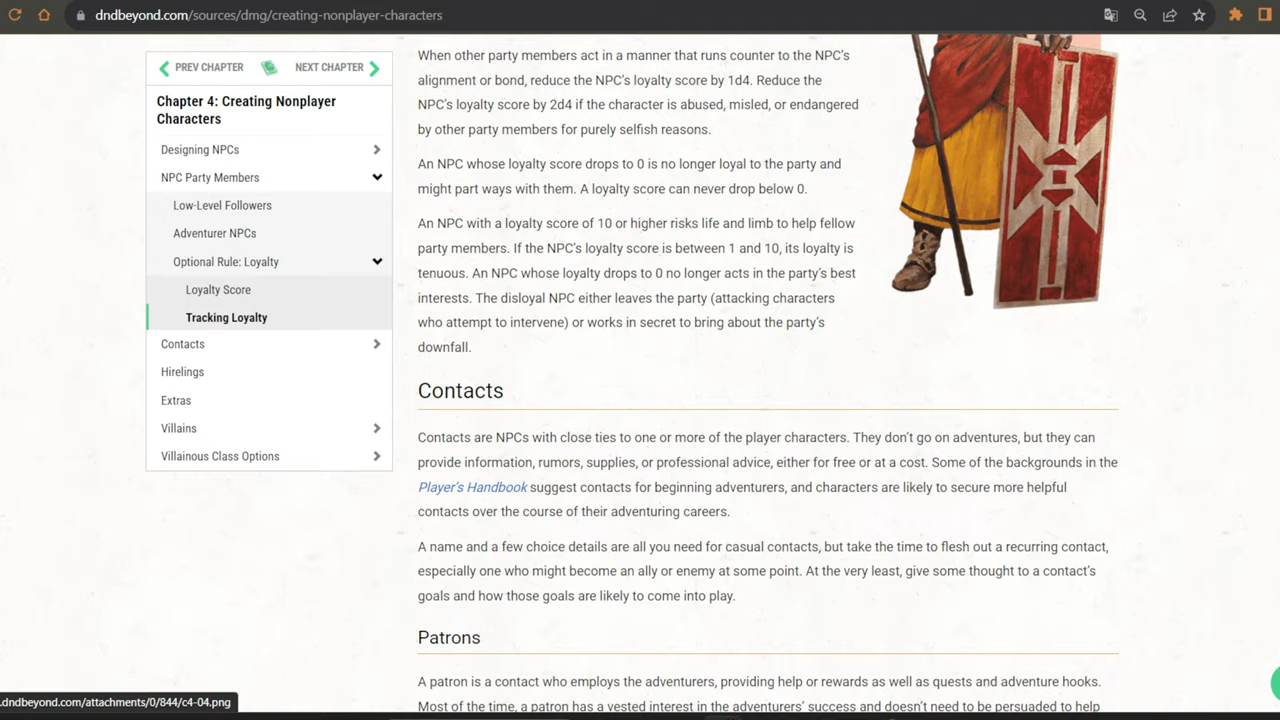 dndbeyond.com/sources/dmg/creating-nonplayer-characters
PREV CHAPTER
NEXT CHAPTER
Chapter 4: Creating Nonplayer
Characters
Designing NPCs
NPC Party Members
Low-Level Followers
Adventurer NPCs
Optional Rule: Loyalty
Loyalty Score
Tracking Loyalty
Contacts
Hirelings
Extras
Villains
Villainous Class Options
When other party members act in a manner that runs counter to the NPC’s
alignment or bond, reduce the NPC’s loyalty score by 1d4. Reduce the
NPC’s loyalty score by 2d4 if the character is abused, misled, or endangered
by other party members for purely selfish reasons.
An NPC whose loyalty score drops to 0 is no longer loyal to the party and
might part ways with them. A loyalty score can never drop below 0.
An NPC with a loyalty score of 10 or higher risks life and limb to help fellow
party members. If the NPC’s loyalty score is between 1 and 10, its loyalty is
tenuous. An NPC whose loyalty drops to 0 no longer acts in the party’s best
interests. The disloyal NPC either leaves the party (attacking characters
who attempt to intervene) or works in secret to bring about the party’s
downfall.
Contacts
Contacts are NPCs with close ties to one or more of the player characters. They don’t go on adventures, but they can
provide information, rumors, supplies, or professional advice, either for free or at a cost. Some of the backgrounds in the
Player’s Handbook suggest contacts for beginning adventurers, and characters are likely to secure more helpful
contacts over the course of their adventuring careers.
A name and a few choice details are all you need for casual contacts, but take the time to flesh out a recurring contact,
especially one who might become an ally or enemy at some point. At the very least, give some thought to a contact’s
goals and how those goals are likely to come into play.
Patrons
A patron is a contact who employs the adventurers, providing help or rewards as well as quests and adventure hooks.
Most of the time, a patron has a vested interest in the adventurers’ success and doesn’t need to be persuaded to help
.dndbeyond.com/attachments/0/844/c4-04.png